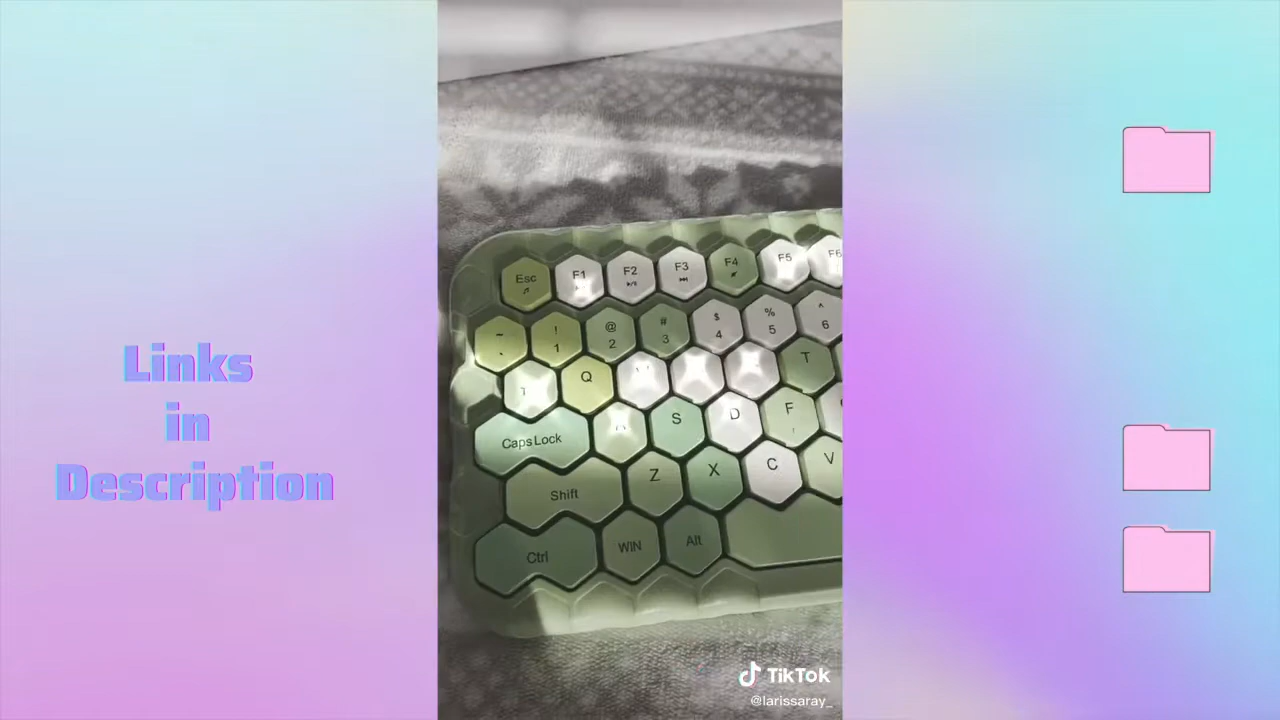 Links
in
Description
Esc F1 F2 F3 F4 F5 F6
~ ! @ # $ % ^
` 1 2 3 4 5 6
Q T
Caps Lock S D F
Shift Z X C V
Ctrl WIN Alt
TikTok
@larissaray_